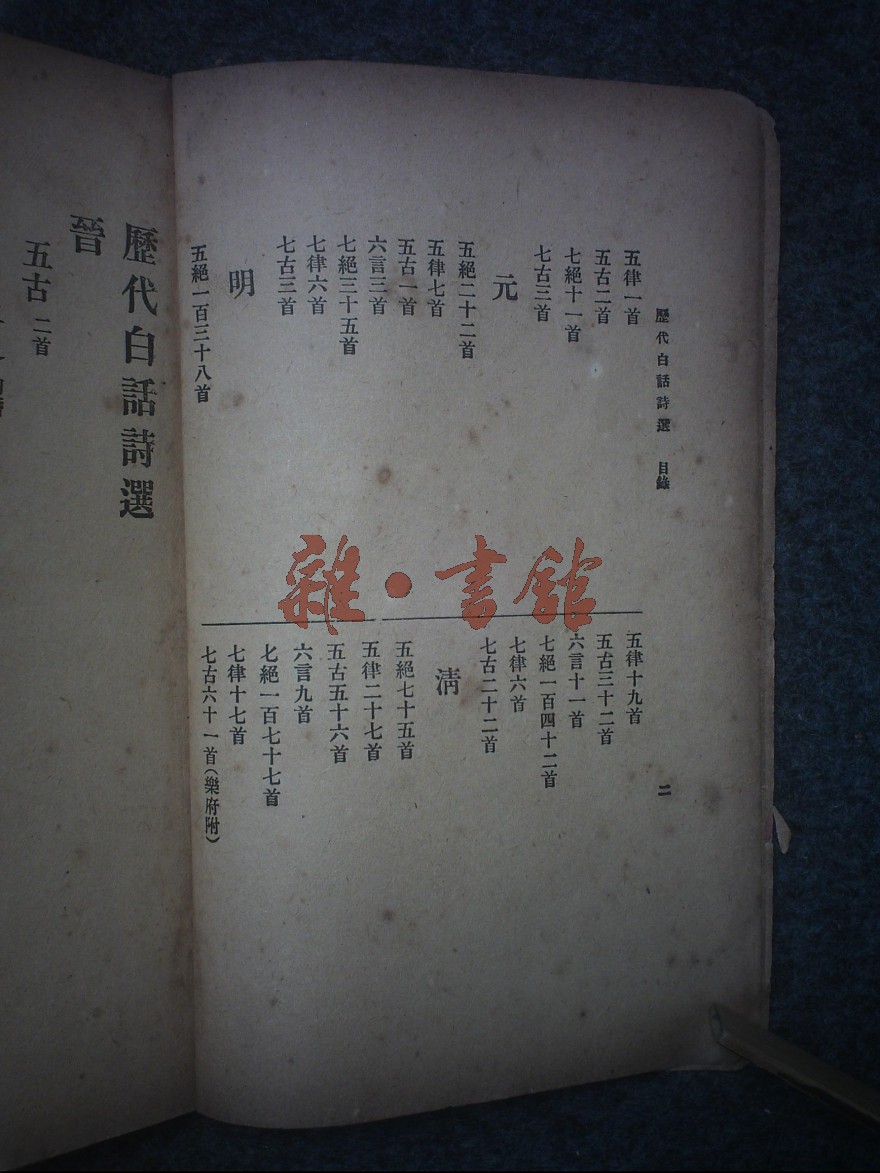 歷代白話詩選　目錄
二
五律一首
五古二首
七絕十一首
七古三首
元
五絕二十二首
五律七首
五古一首
六言三首
七絕三十五首
七律六首
七古三首
明
五絕一百三十八首
五律十九首
五古三十二首
六言十一首
七絕一百四十二首
七律六首
七古二十二首
清
五絕七十五首
五律二十七首
五古五十六首
六言九首
七絕一百七十七首
七律十七首
七古六十一首(樂府附)
歷代白話詩選
晉
五古 二首
雜·書館